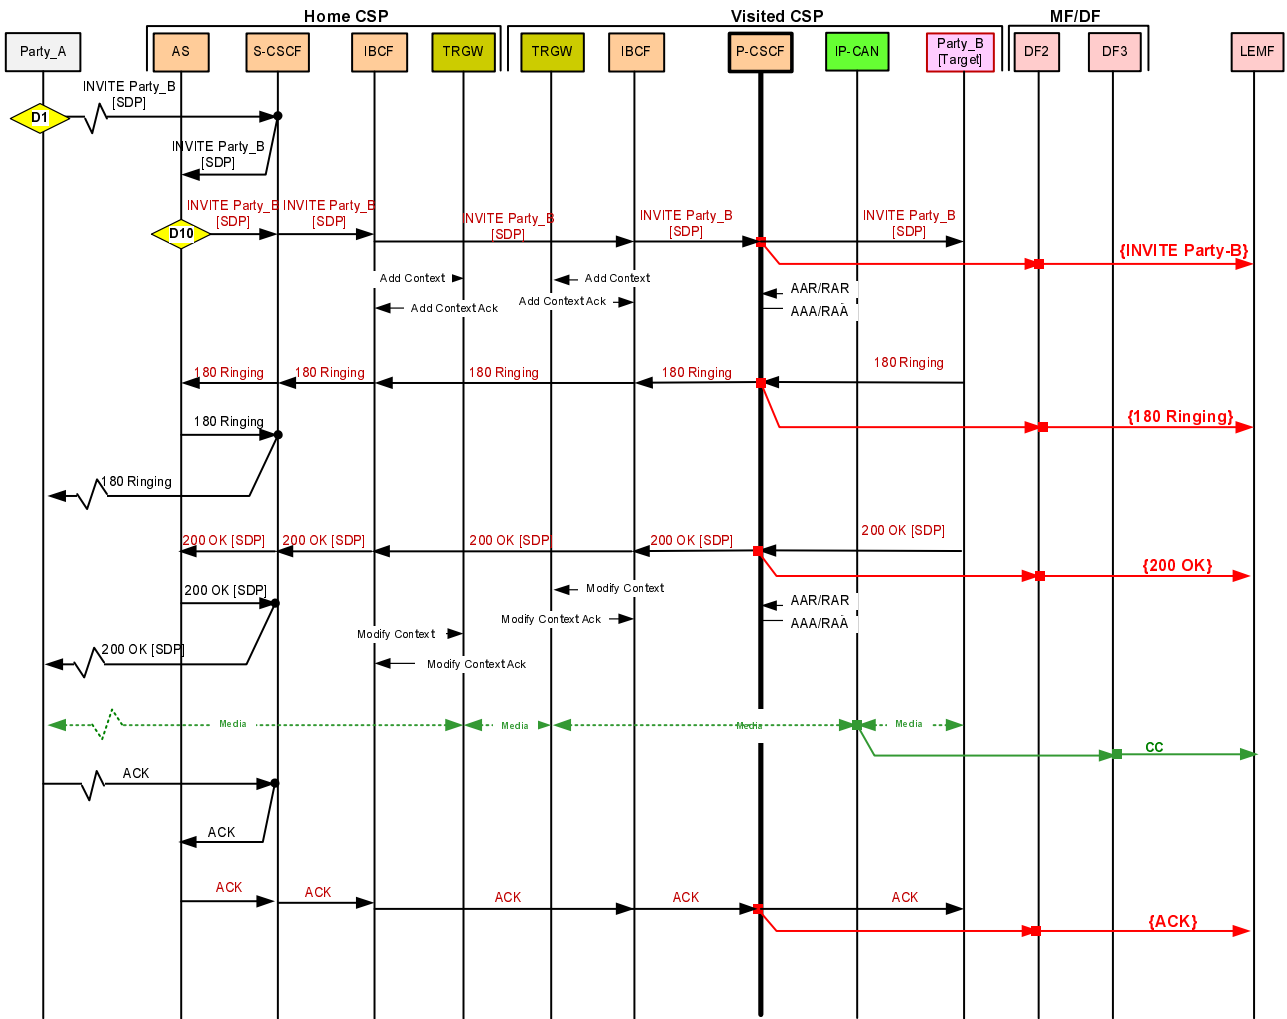 Home CSP
Visited CSP
MF/DF
Party_A
AS
S-CSCF
IBCF
TRGW
TRGW
IBCF
P-CSCF
IP-CAN
Party_B
[Target]
DF2
DF3
LEMF
INVITE Party_B
[SDP]
D1
INVITE Party_B
[SDP]
INVITE Party_B
[SDP]
INVITE Party_B
[SDP]
NVITE Party_B
[SDP]
INVITE Party_B
[SDP]
INVITE Party_B
[SDP]
D10
{INVITE Party-B}
Add Context
Add Context
AAR/RAR
Add Context Ack
Add Context Ack
AAA/RAA
180 Ringing
180 Ringing
180 Ringing
180 Ringing
180 Ringing
{180 Ringing}
180 Ringing
180 Ringing
200 OK [SDP]
200 OK [SDP]
200 OK [SDP]
200 OK [SDP]
200 OK [SDP]
{200 OK}
200 OK [SDP]
Modify Context
AAR/RAR
Modify Context Ack
AAA/RAA
Modify Context
200 OK [SDP]
Modify Context Ack
Media
Media
Media
Media
CC
ACK
ACK
ACK
ACK
ACK
ACK
ACK
{ACK}